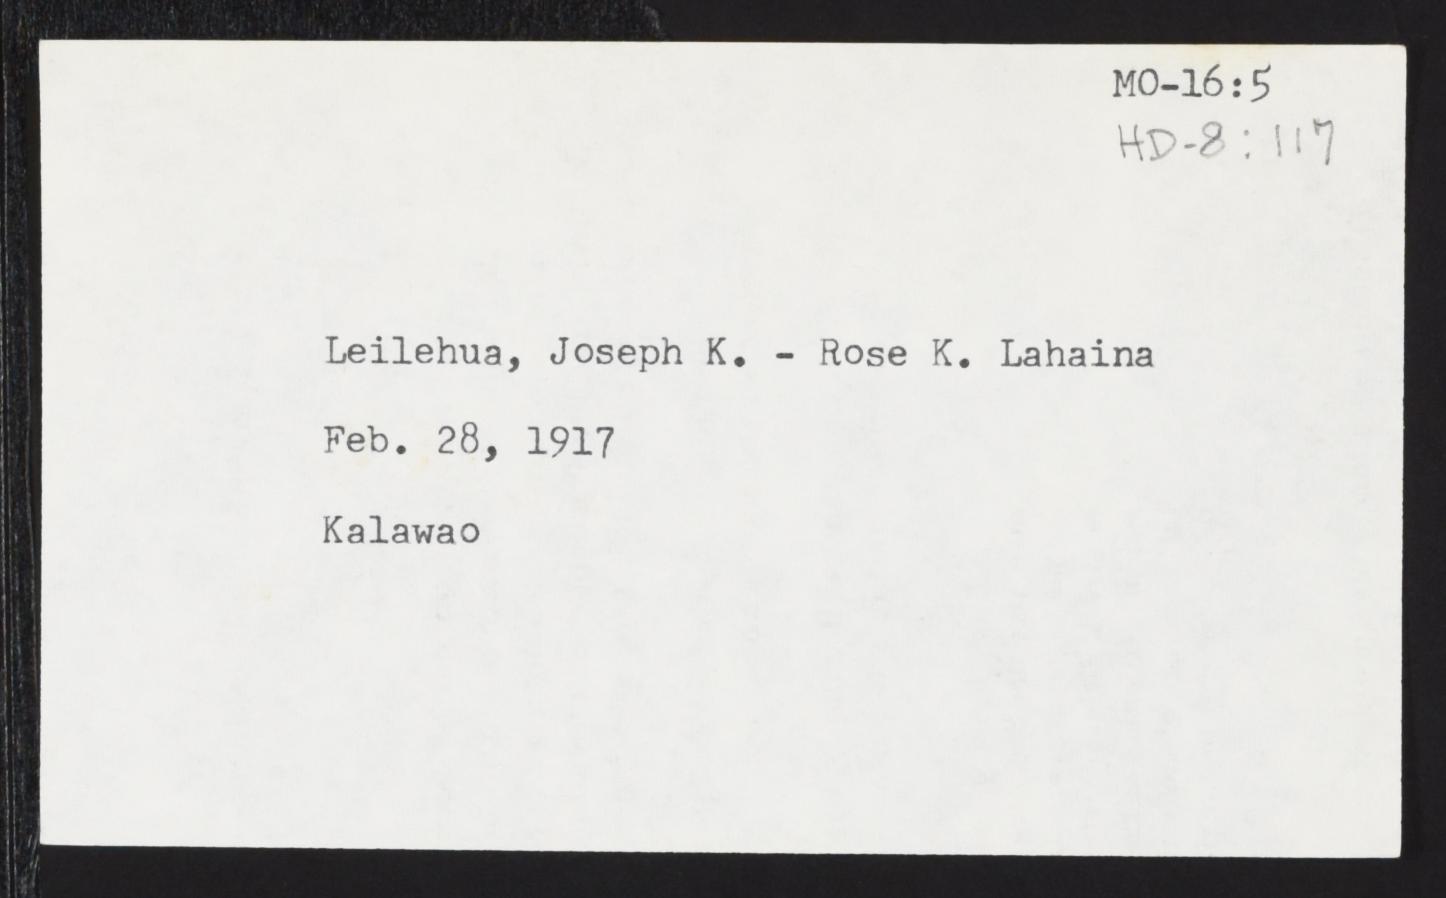 MO-16:5
HD-8:117
Leilehua, Joseph K. - Rose K. Lahaina
Feb. 28, 1917
Kalawao